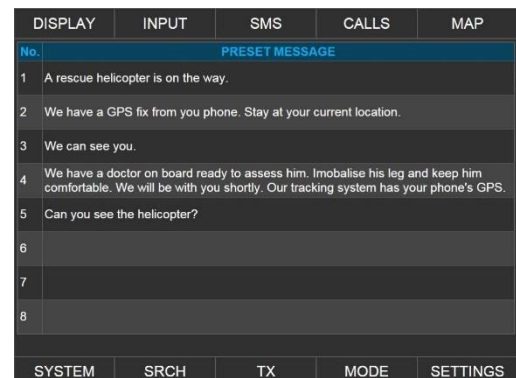 DISPLAY INPUT SMS CALLS MAP
No. PRESET MESSAGE
1 A rescue helicopter is on the way.
2 We have a GPS fix from you phone. Stay at your current location.
3 We can see you.
4 We have a doctor on board ready to assess him. Imobalise his leg and keep him
comfortable. We will be with you shortly. Our tracking system has your phone's GPS.
5 Can you see the helicopter?
6
7
8
SYSTEM SRCH TX MODE SETTINGS